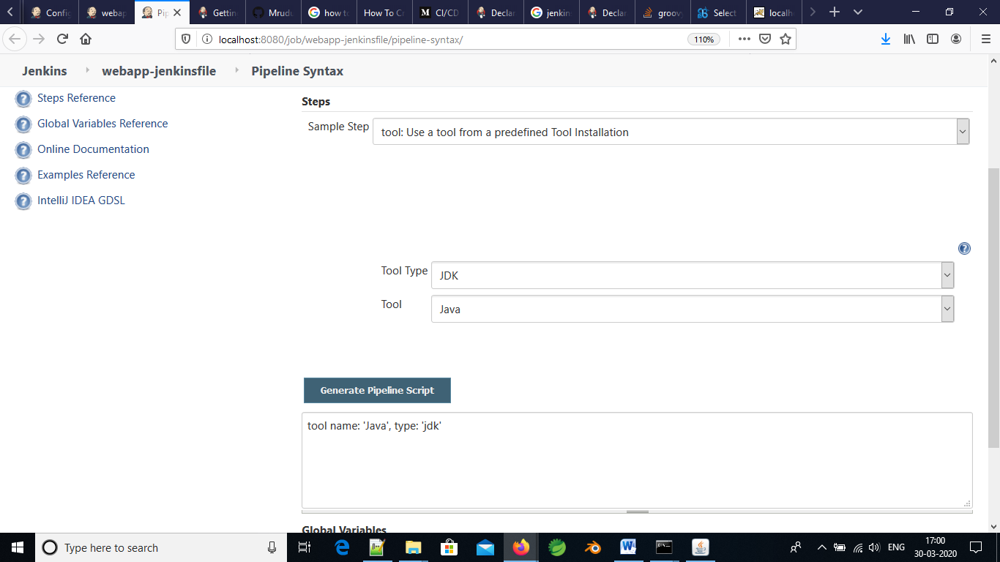 Config
webap
Pip
Gettin
Mrudu
how to
How To Cr
CI/CD
Declar
jenkin
Declar
groov
Select
localh
localhost:8080/job/webapp-jenkinsfile/pipeline-syntax/
110%
Jenkins webapp-jenkinsfile Pipeline Syntax
Steps Reference
Global Variables Reference
Online Documentation
Examples Reference
IntelliJ IDEA GDSL
Steps
Sample Step tool: Use a tool from a predefined Tool Installation
Tool Type JDK
Tool Java
Generate Pipeline Script
tool name: 'Java', type: 'jdk'
Global Variables
Type here to search
ENG
17:00
30-03-2020